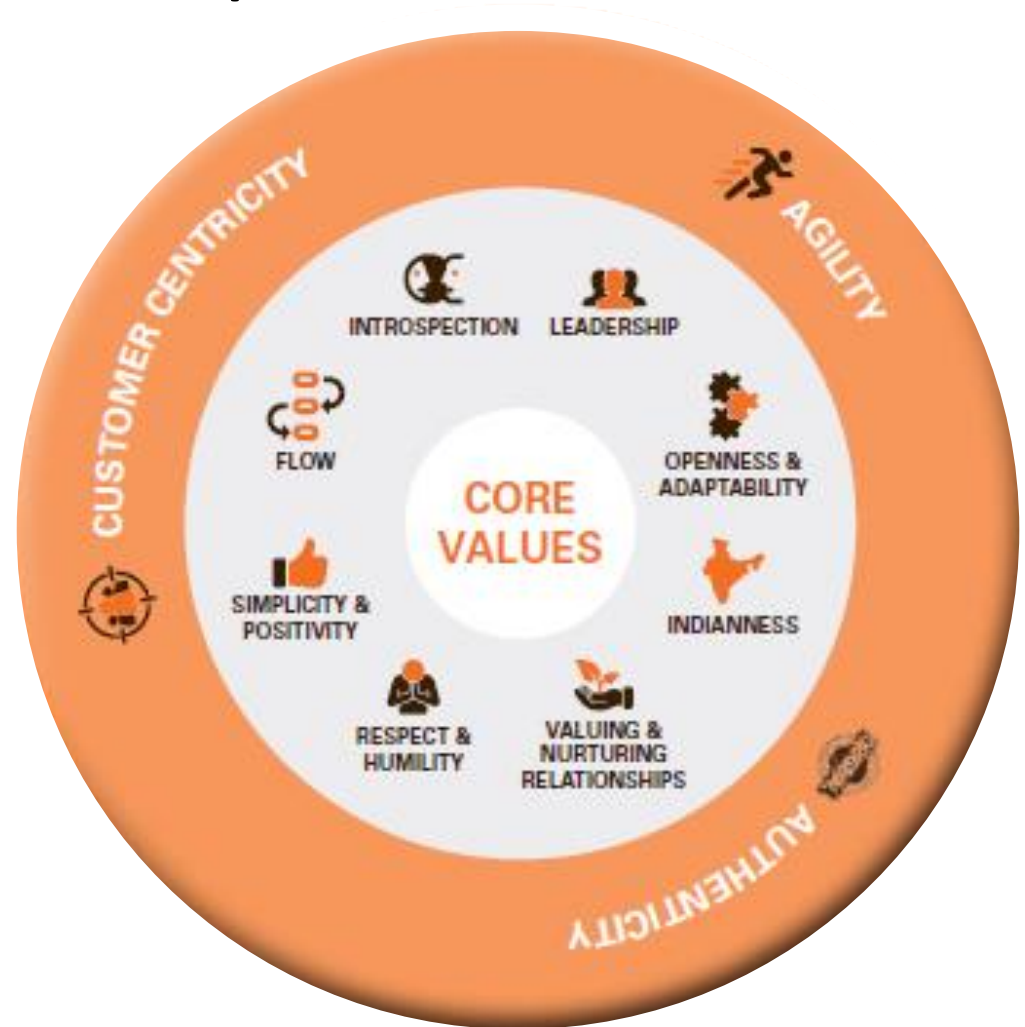 CUSTOMER CENTRICITY
AGILITY
AUTHENTICITY
INTROSPECTION
LEADERSHIP
FLOW
OPENNESS &
ADAPTABILITY
CORE
VALUES
SIMPLICITY &
POSITIVITY
INDIANNESS
RESPECT &
HUMILITY
VALUING &
NURTURING
RELATIONSHIPS